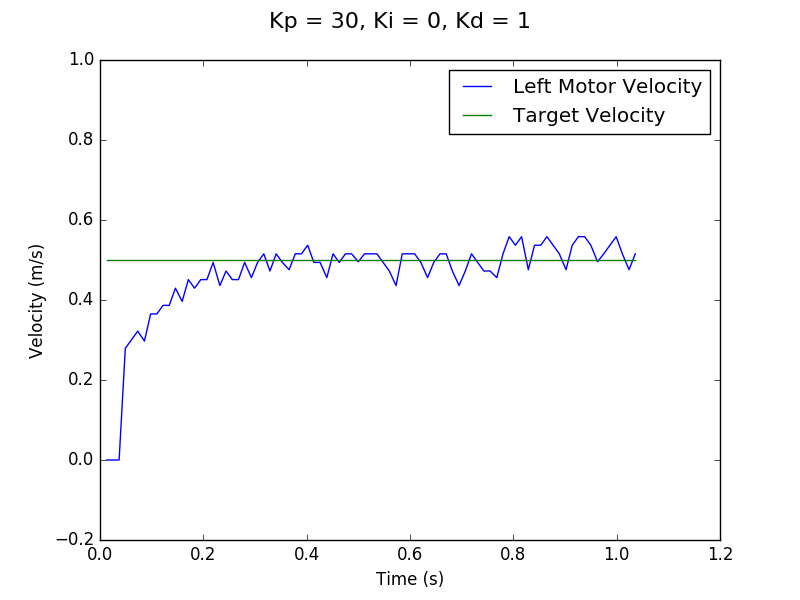 Kp = 30, Ki = 0, Kd = 1
Left Motor Velocity
Target Velocity
Velocity (m/s)
1.0
0.8
0.6
0.4
0.2
0.0
−0.2
0.0 0.2 0.4 0.6 0.8 1.0 1.2
Time (s)